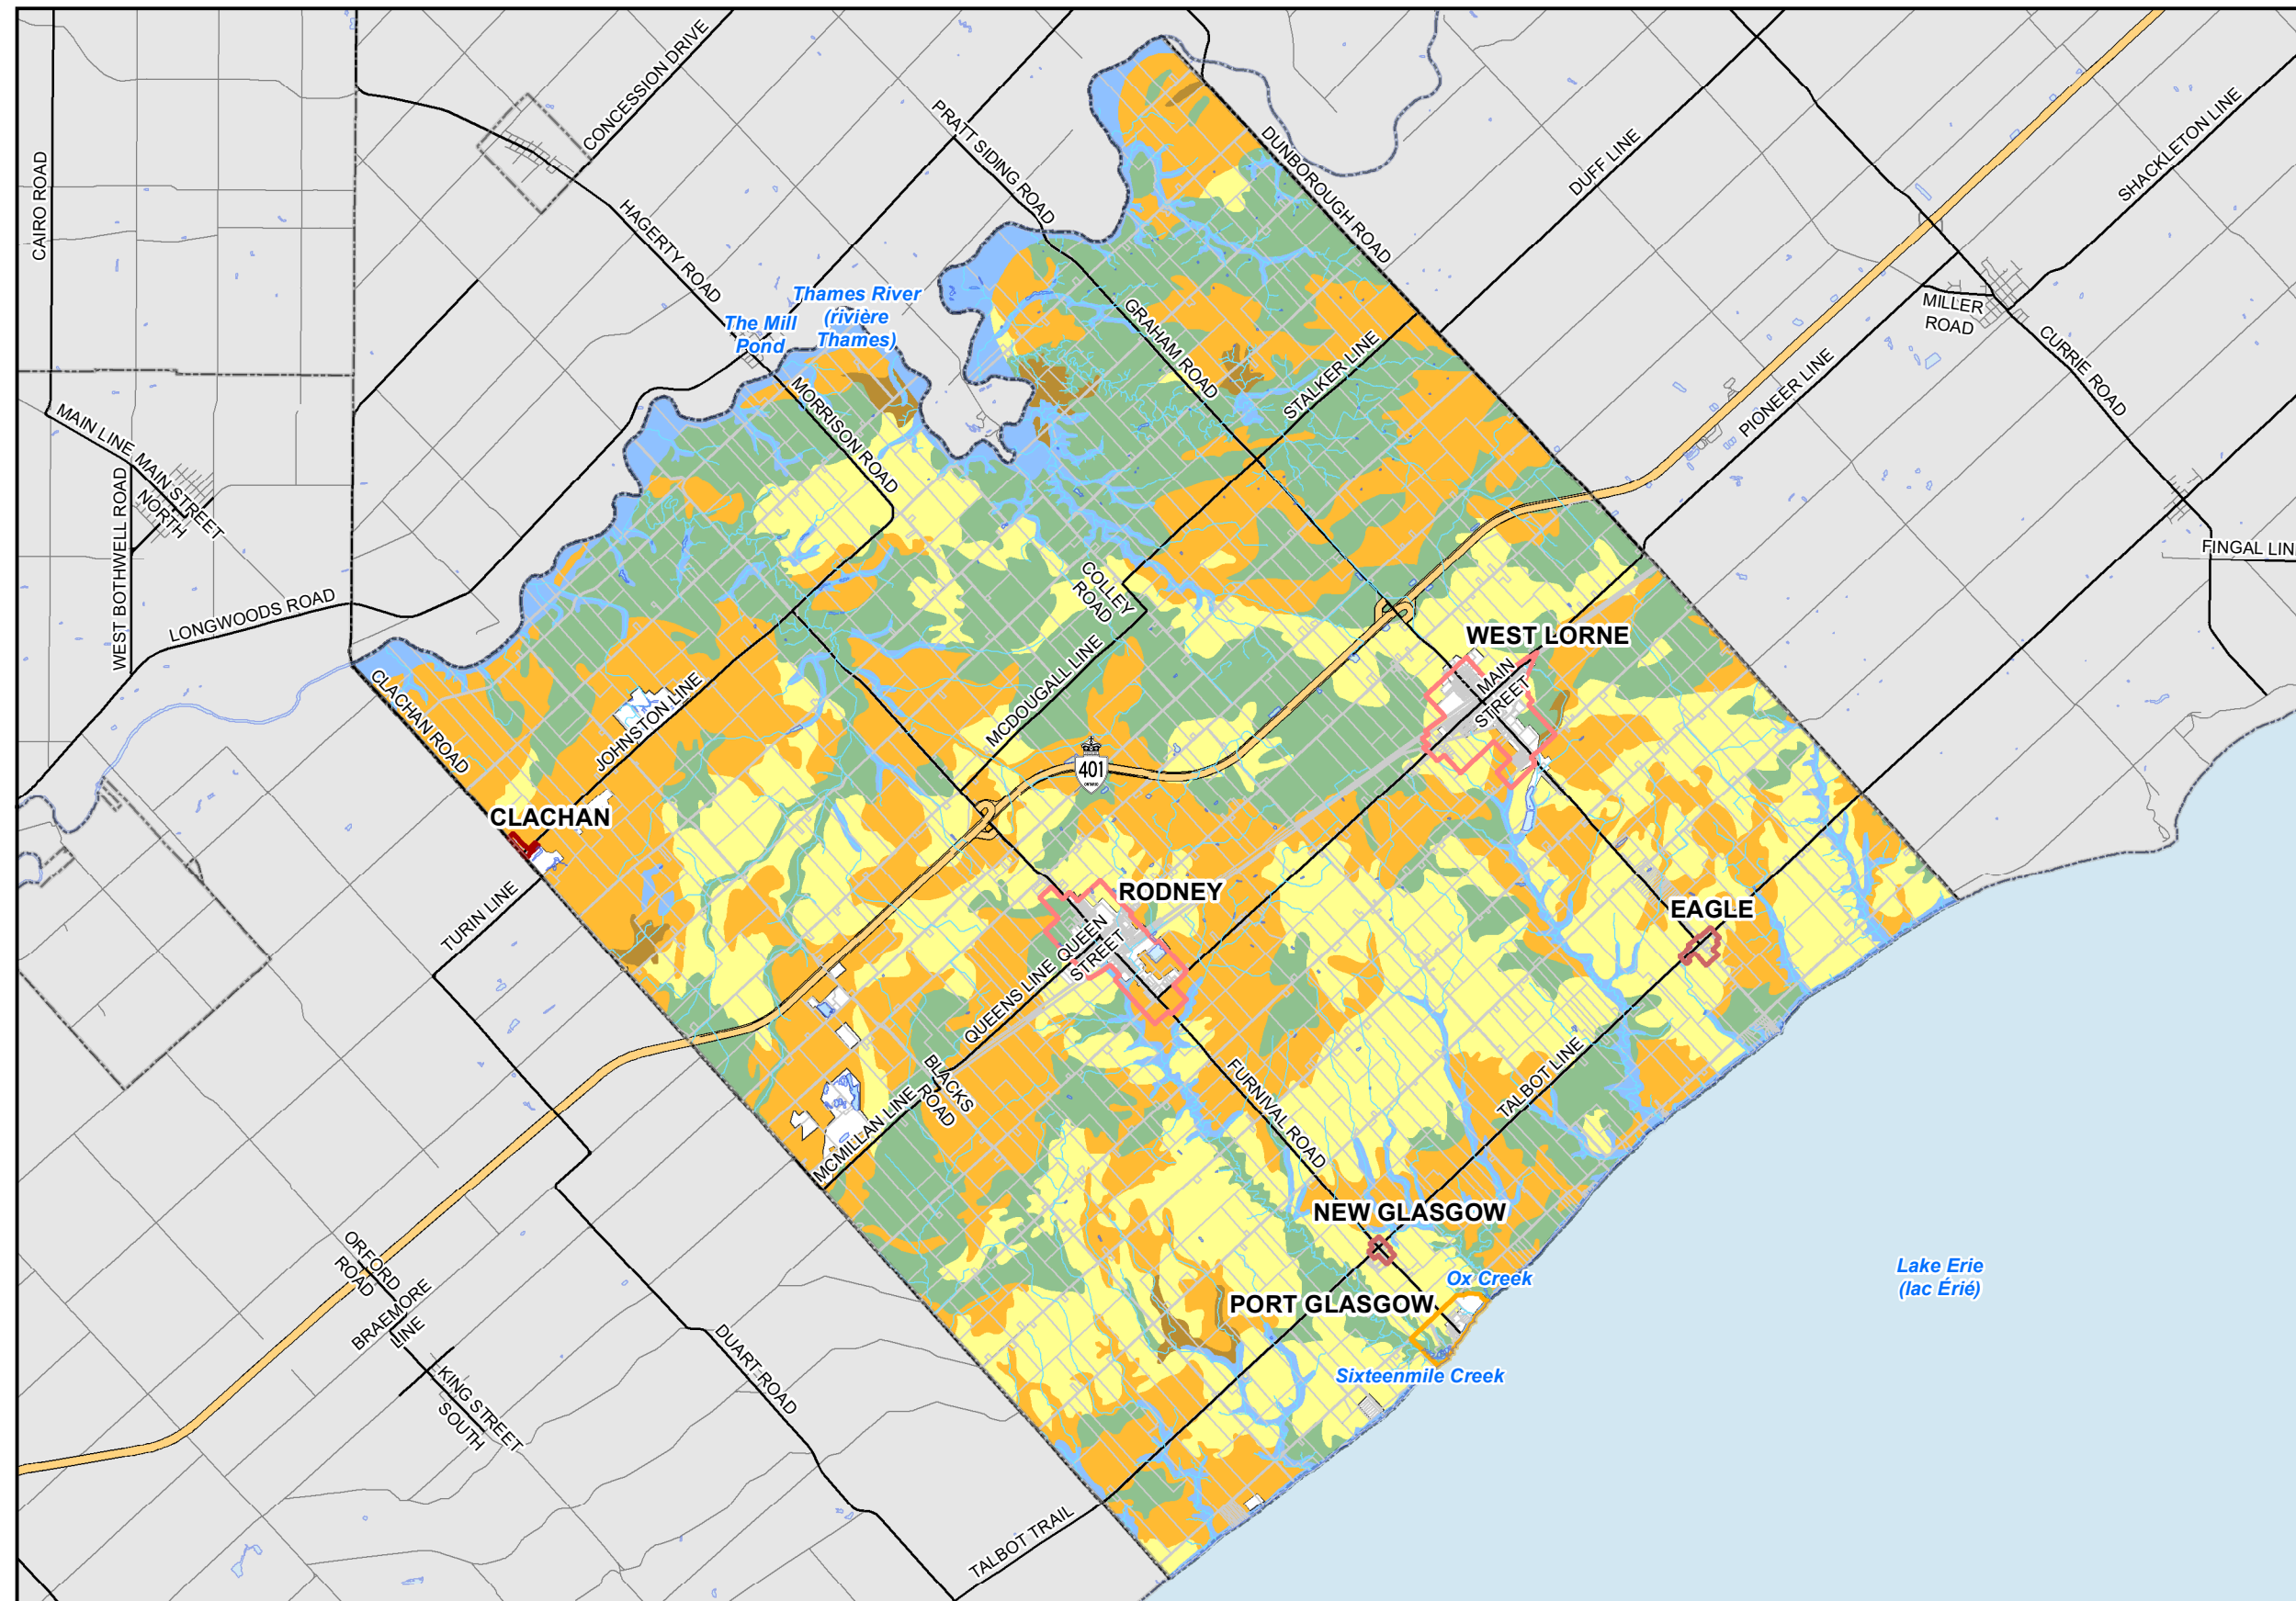 CONCESSION DRIVE
CAIRO ROAD
PRATT SIDING ROAD
DUNBOROUGH ROAD
DUFF LINE
SHACKLETON LINE
HAGERTY ROAD
Thames River
(rivière
Thames)
The Mill
Pond
GRAHAM ROAD
MILLER
ROAD
STALKER LINE
CURRIE ROAD
PIONEER LINE
MORRISON ROAD
MAIN LINE
MAIN STREET
NORTH
WEST BOTHWELL ROAD
FINGAL LIN
COLLEY
ROAD
LONGWOODS ROAD
WEST LORNE
MAIN
STREET
CLACHAN ROAD
JOHNSTON LINE
MCDOUGALL LINE
401
ONTARIO
CLACHAN
RODNEY
EAGLE
TURIN LINE
QUEENS LINE
QUEEN
STREET
BLACKS
ROAD
MCMILLAN LINE
FURNIVAL ROAD
TALBOT LINE
NEW GLASGOW
ORFORD
ROAD
BRAEMORE
LINE
Ox Creek
Lake Erie
(lac Érié)
PORT GLASGOW
KING STREET
SOUTH
DUART ROAD
Sixteenmile Creek
TALBOT TRAIL